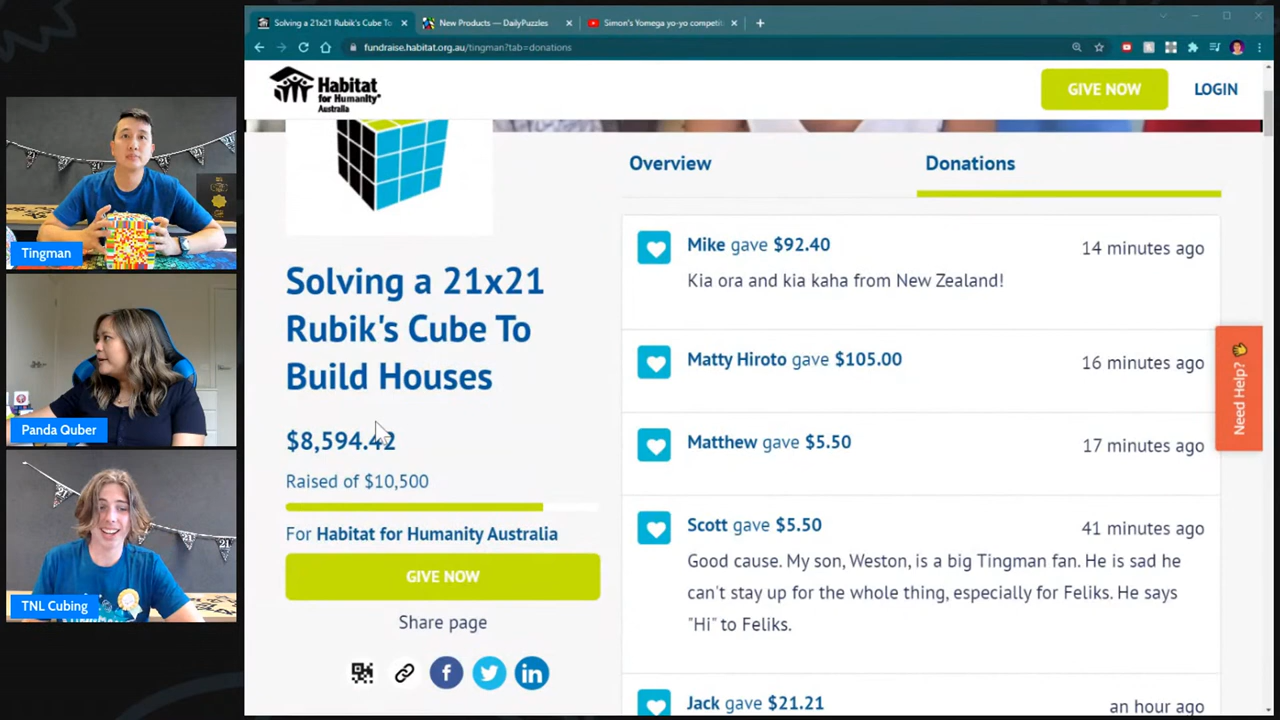 Solving a 21x21 Rubik's Cube To
New Products — DailyPuzzles
Simon's Yomega yo-yo competit
fundraise.habitat.org.au/tingman?tab=donations
Habitat
for Humanity®
Australia
GIVE NOW
LOGIN
Tingman
Panda Quber
TNL Cubing
Solving a 21x21
Rubik's Cube To
Build Houses
$8,594.42
Raised of $10,500
For Habitat for Humanity Australia
GIVE NOW
Share page
Overview
Donations
Mike gave $92.40
14 minutes ago
Kia ora and kia kaha from New Zealand!
Matty Hiroto gave $105.00
16 minutes ago
Matthew gave $5.50
17 minutes ago
Scott gave $5.50
41 minutes ago
Good cause. My son, Weston, is a big Tingman fan. He is sad he
can't stay up for the whole thing, especially for Feliks. He says
"Hi" to Feliks.
Jack gave $21.21
an hour ago
Need Help?
21
21
21